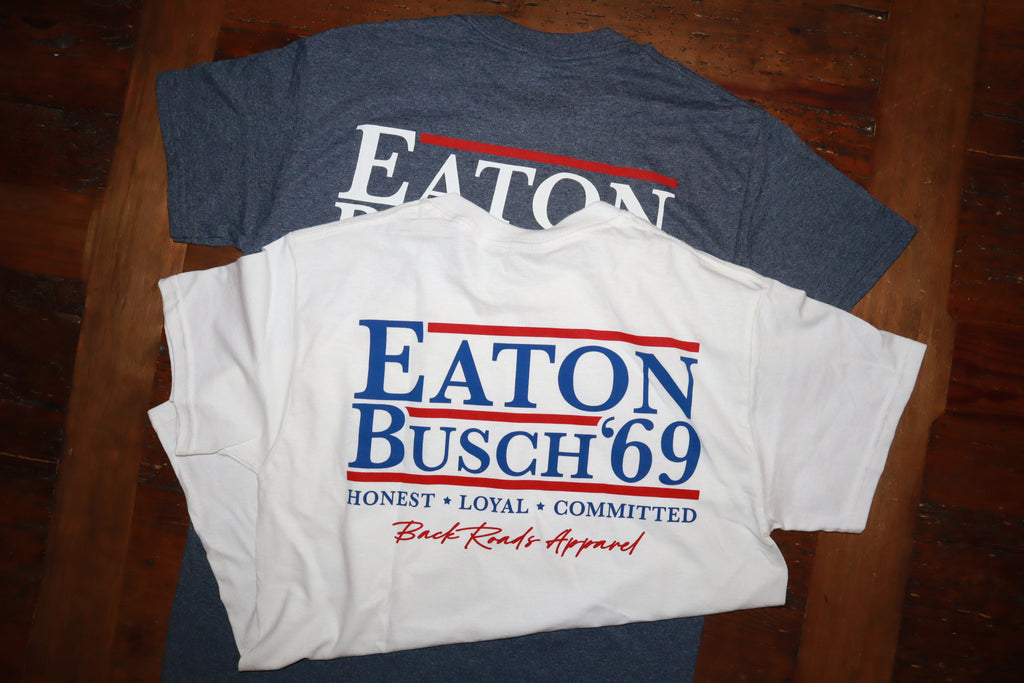 EATON
EATON
BUSCH ‘69
HONEST ★ LOYAL ★ COMMITTED
Back Roads Apparel